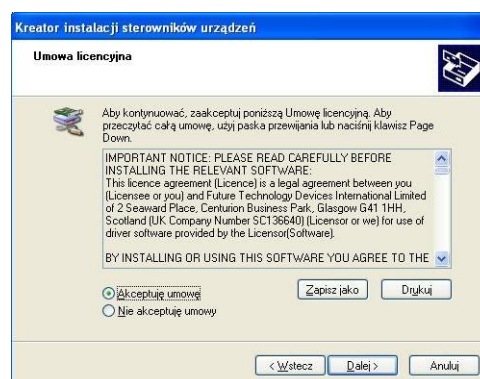 Kreator instalacji sterowników urządzeń
Umowa licencyjna
Aby kontynuować, zaakceptuj poniższą Umowę licencyjną. Aby
przeczytać całą umowę, użyj paska przewijania lub naciśnij klawisz Page
Down.
IMPORTANT NOTICE: PLEASE READ CAREFULLY BEFORE
INSTALLING THE RELEVANT SOFTWARE:
This licence agreement (Licence) is a legal agreement between you
(Licensee or you) and Future Technology Devices International Limited
of 2 Seaward Place, Centurion Business Park, Glasgow G41 1HH,
Scotland (UK Company Number SC136640) (Licensor or we) for use of
driver software provided by the Licensor(Software).
BY INSTALLING OR USING THIS SOFTWARE YOU AGREE TO THE
Akceptuję umowę
Zapisz jako
Drukuj
Nie akceptuję umowy
< Wstecz
Dalej >
Anuluj